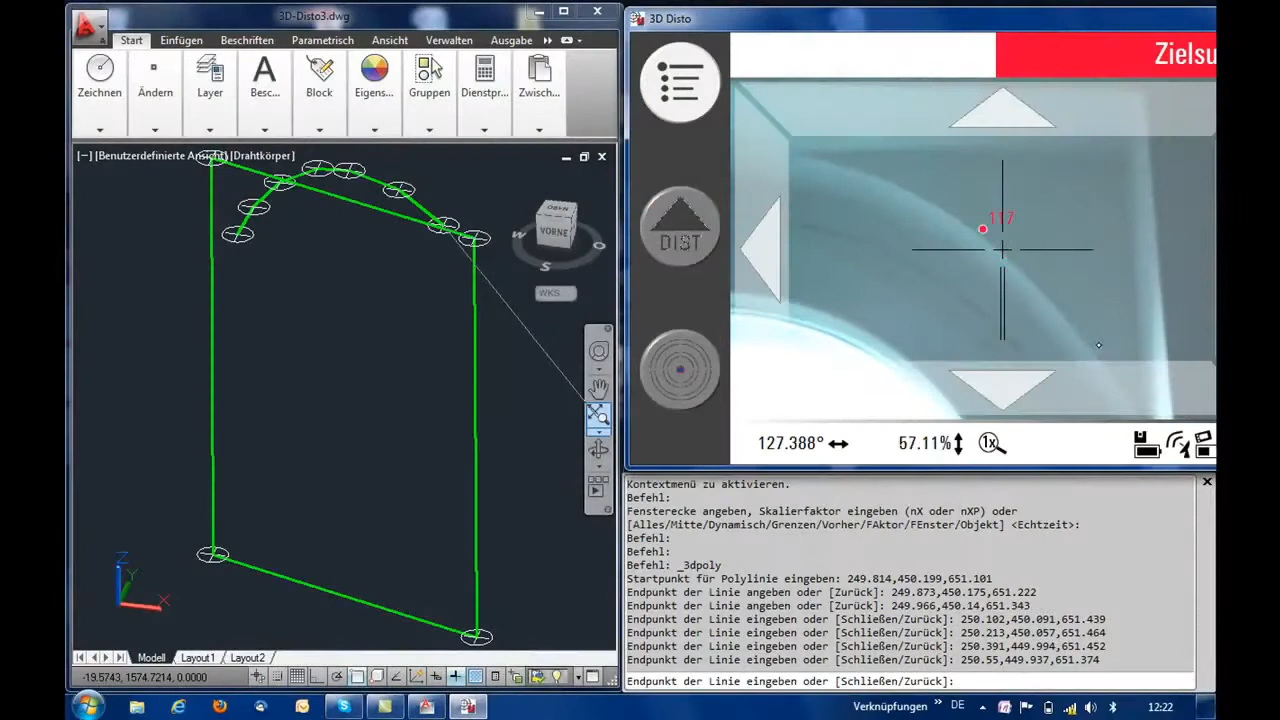 3D-Disto3.dwg
Start Einfügen Beschriften Parametrisch Ansicht Verwalten Ausgabe
Zeichnen Ändern Layer Besc... Block Eigens... Gruppen Dienstpr... Zwisch...
[−] [Benutzerdefinierte Ansicht] [Drahtkörper]
OBEN
VORNE
W
O
S
WKS
Z
Y
X
Modell Layout1 Layout2
-19.5743, 1574.7214, 0.0000
3D Disto
Zielsu
DIST
117
127.388°
57.11%
1x
Kontextmenü zu aktivieren.
Befehl:
Fensterecke angeben, Skalierfaktor eingeben (nX oder nXP) oder
[Alles/Mitte/Dynamisch/Grenzen/Vorher/FAktor/FEnster/Objekt] <Echtzeit>:
Befehl:
Befehl:
Befehl: _3dpoly
Startpunkt für Polylinie eingeben: 249.814,450.199,651.101
Endpunkt der Linie angeben oder [Zurück]: 249.873,450.175,651.222
Endpunkt der Linie angeben oder [Zurück]: 249.966,450.14,651.343
Endpunkt der Linie eingeben oder [Schließen/Zurück]: 250.102,450.091,651.439
Endpunkt der Linie eingeben oder [Schließen/Zurück]: 250.213,450.057,651.464
Endpunkt der Linie eingeben oder [Schließen/Zurück]: 250.391,449.994,651.452
Endpunkt der Linie eingeben oder [Schließen/Zurück]: 250.55,449.937,651.374
Endpunkt der Linie eingeben oder [Schließen/Zurück]:
Verknüpfungen » DE 12:22